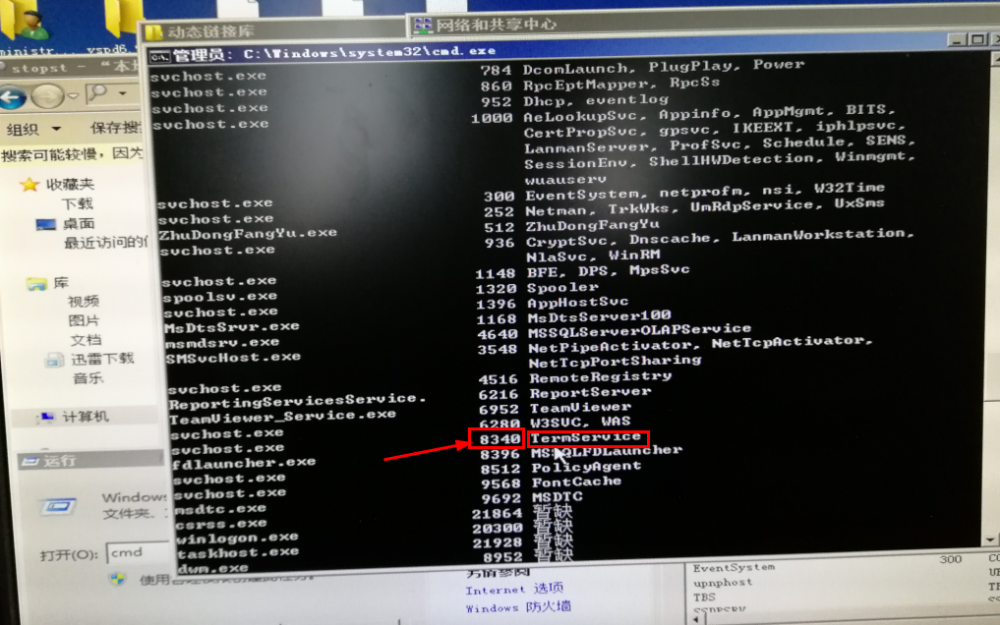 动态链接库
网络和共享中心
管理员: C:\Windows\system32\cmd.exe
svchost.exe 784 DcomLaunch, PlugPlay, Power
svchost.exe 860 RpcEptMapper, RpcSs
svchost.exe 952 Dhcp, eventlog
svchost.exe 1000 AeLookupSvc, Appinfo, AppMgmt, BITS,
CertPropSvc, gpsvc, IKEEXT, iphlpsvc,
LanmanServer, ProfSvc, Schedule, SENS,
SessionEnv, ShellHWDetection, Winmgmt,
wuauserv
svchost.exe 300 EventSystem, netprofm, nsi, W32Time
svchost.exe 252 Netman, TrkWks, UmRdpService, UxSms
ZhuDongFangYu.exe 512 ZhuDongFangYu
svchost.exe 936 CryptSvc, Dnscache, LanmanWorkstation,
NlaSvc, WinRM
svchost.exe 1148 BFE, DPS, MpsSvc
spoolsv.exe 1320 Spooler
svchost.exe 1396 AppHostSvc
MsDtsSrvr.exe 1168 MsDtsServer100
msmdsrv.exe 4640 MSSQLServerOLAPService
SMSvcHost.exe 3548 NetPipeActivator, NetTcpActivator,
NetTcpPortSharing
svchost.exe 4516 RemoteRegistry
ReportingServicesService. 6216 ReportServer
TeamViewer_Service.exe 6952 TeamViewer
svchost.exe 6280 W3SVC, WAS
svchost.exe 8340 TermService
fdlauncher.exe 8396 MSSQLFDLauncher
svchost.exe 8512 PolicyAgent
svchost.exe 9568 FontCache
msdtc.exe 9692 MSDTC
csrss.exe 21864 暂缺
winlogon.exe 20300 暂缺
taskhost.exe 21928 暂缺
dwm.exe 8952 暂缺
stopst - “本
组织
保存搜
搜索可能较慢，因为
收藏夹
下载
桌面
最近访问的
库
视频
图片
文档
迅雷下载
音乐
计算机
运行
Windows
文件夹、
打开(O): cmd
使用
Internet 选项
Windows 防火墙
EventSystem 300
upnphost
TBS